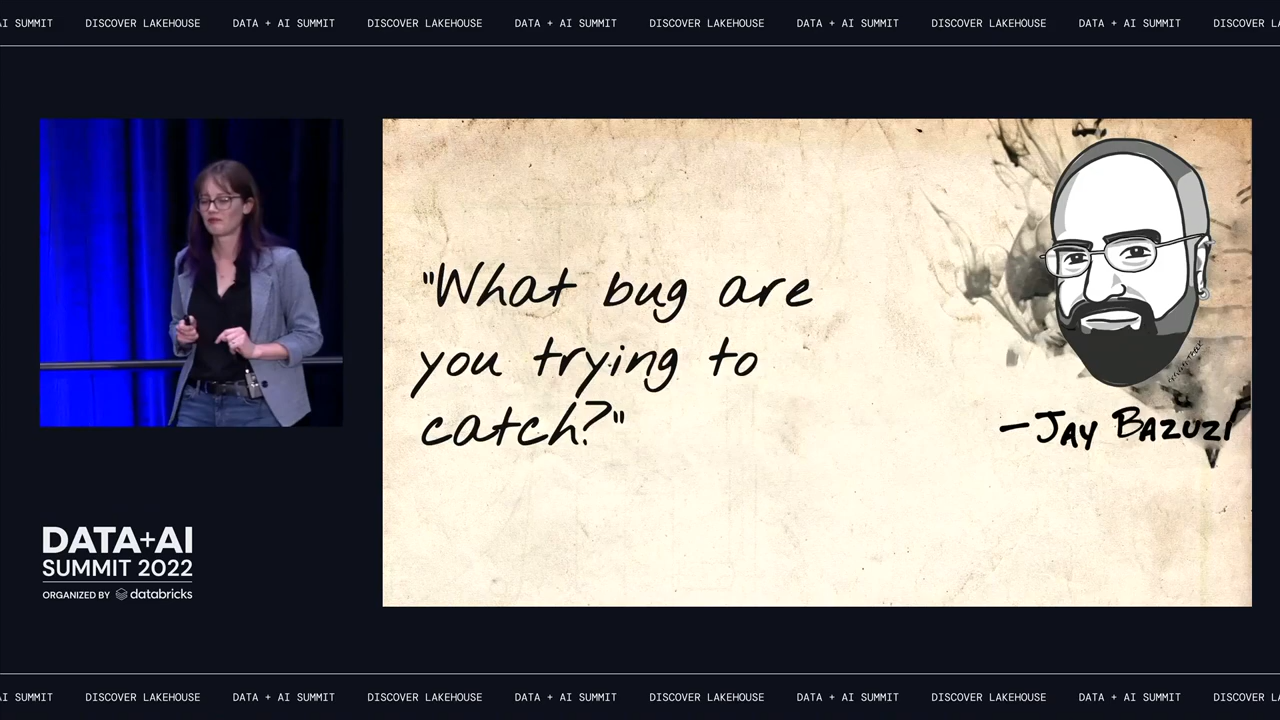 AI SUMMIT DISCOVER LAKEHOUSE DATA + AI SUMMIT DISCOVER LAKEHOUSE DATA + AI SUMMIT DISCOVER LAKEHOUSE DATA + AI SUMMIT DISCOVER LAKEHOUSE DATA + AI SUMMIT DISCOVER
"What bug are
you trying to
catch?"
—JAY BAZUZI
DATA+AI
SUMMIT 2022
ORGANIZED BY databricks
AI SUMMIT DISCOVER LAKEHOUSE DATA + AI SUMMIT DISCOVER LAKEHOUSE DATA + AI SUMMIT DISCOVER LAKEHOUSE DATA + AI SUMMIT DISCOVER LAKEHOUSE DATA + AI SUMMIT DISCOVER